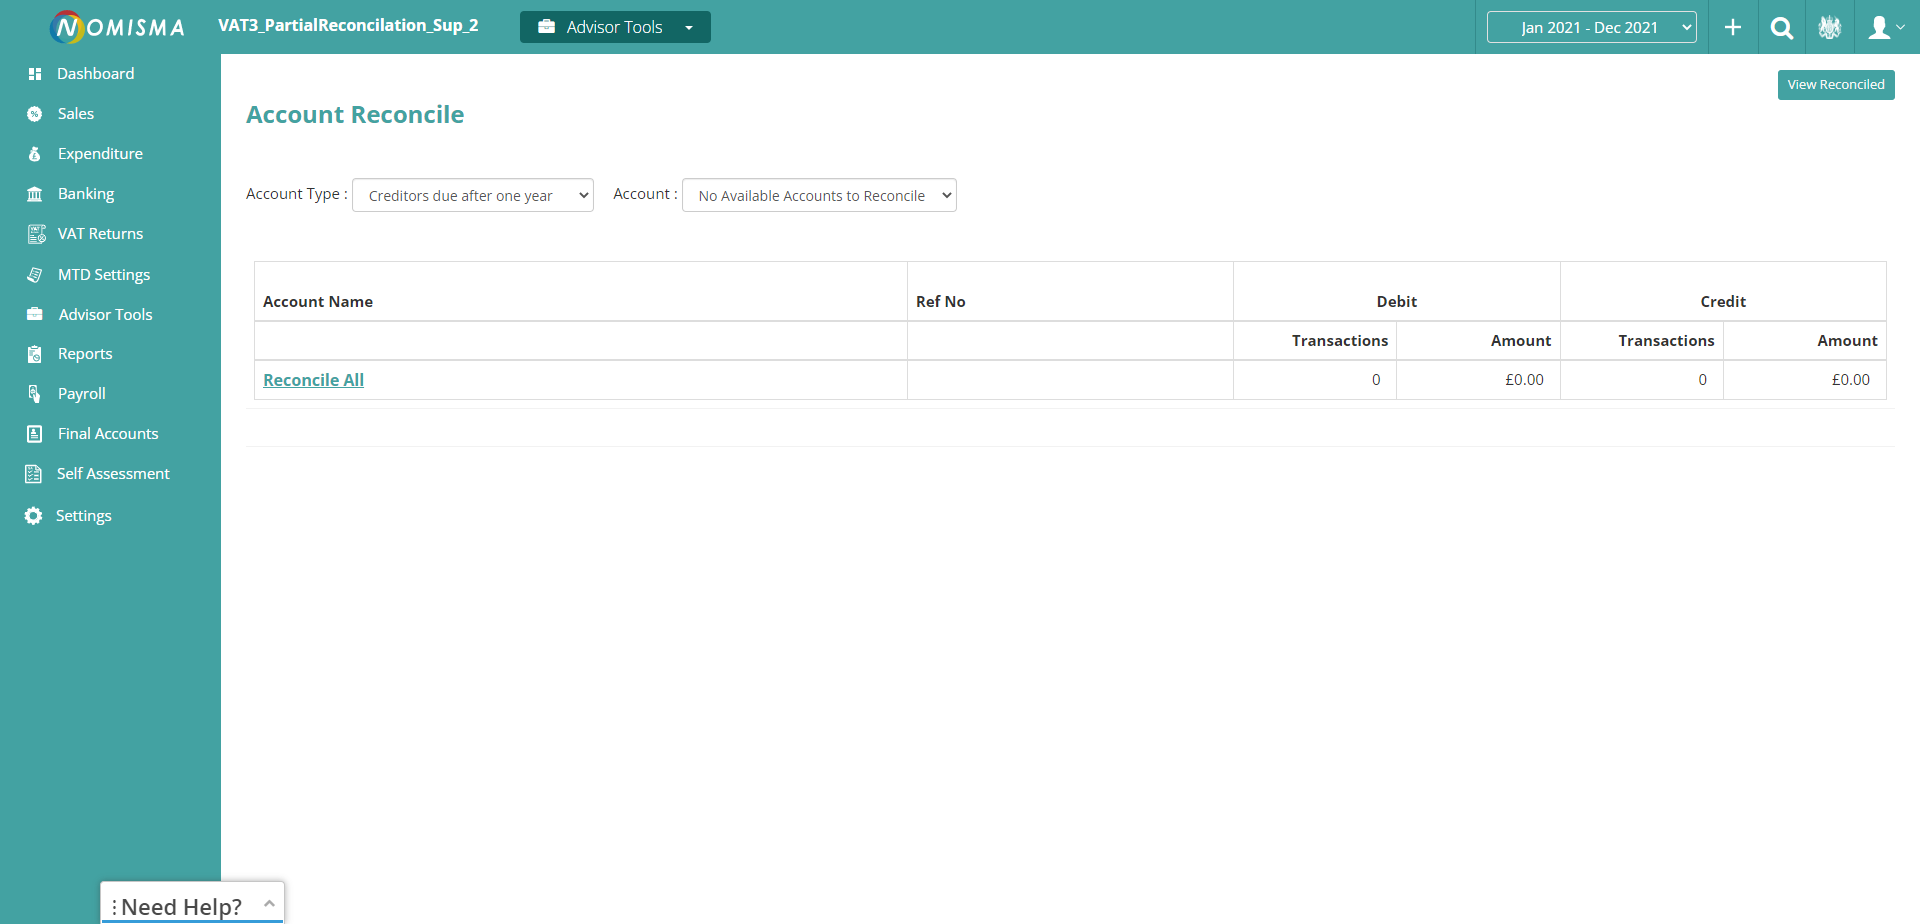 NOMISMA
VAT3_PartialReconcilation_Sup_2
Advisor Tools
Jan 2021 - Dec 2021
Dashboard
Sales
Expenditure
Banking
VAT Returns
MTD Settings
Advisor Tools
Reports
Payroll
Final Accounts
Self Assessment
Settings
View Reconciled
Account Reconcile
Account Type : Creditors due after one year Account : No Available Accounts to Reconcile
Account Name Ref No Debit Credit
Transactions Amount Transactions Amount
Reconcile All 0 £0.00 0 £0.00
Need Help?